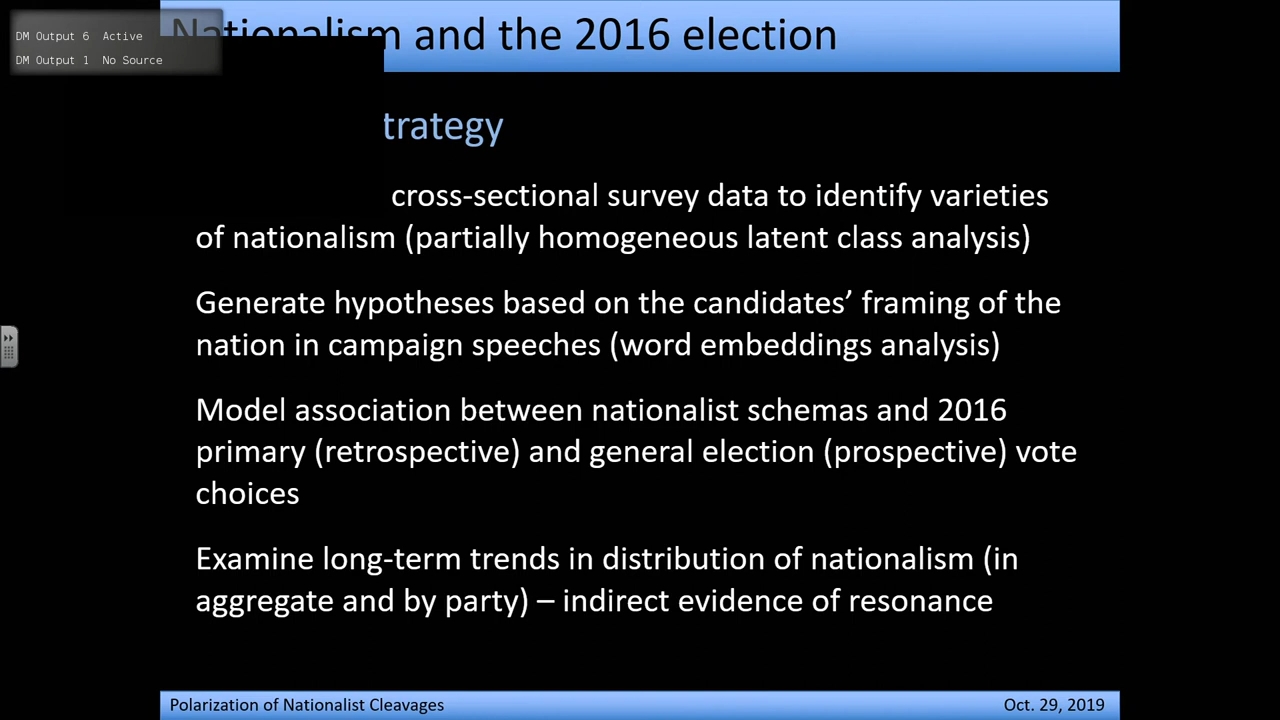 DM Output 6 Active
DM Output 1 No Source
Nationalism and the 2016 election
trategy
cross-sectional survey data to identify varieties
of nationalism (partially homogeneous latent class analysis)
Generate hypotheses based on the candidates’ framing of the
nation in campaign speeches (word embeddings analysis)
Model association between nationalist schemas and 2016
primary (retrospective) and general election (prospective) vote
choices
Examine long-term trends in distribution of nationalism (in
aggregate and by party) – indirect evidence of resonance
Polarization of Nationalist Cleavages
Oct. 29, 2019